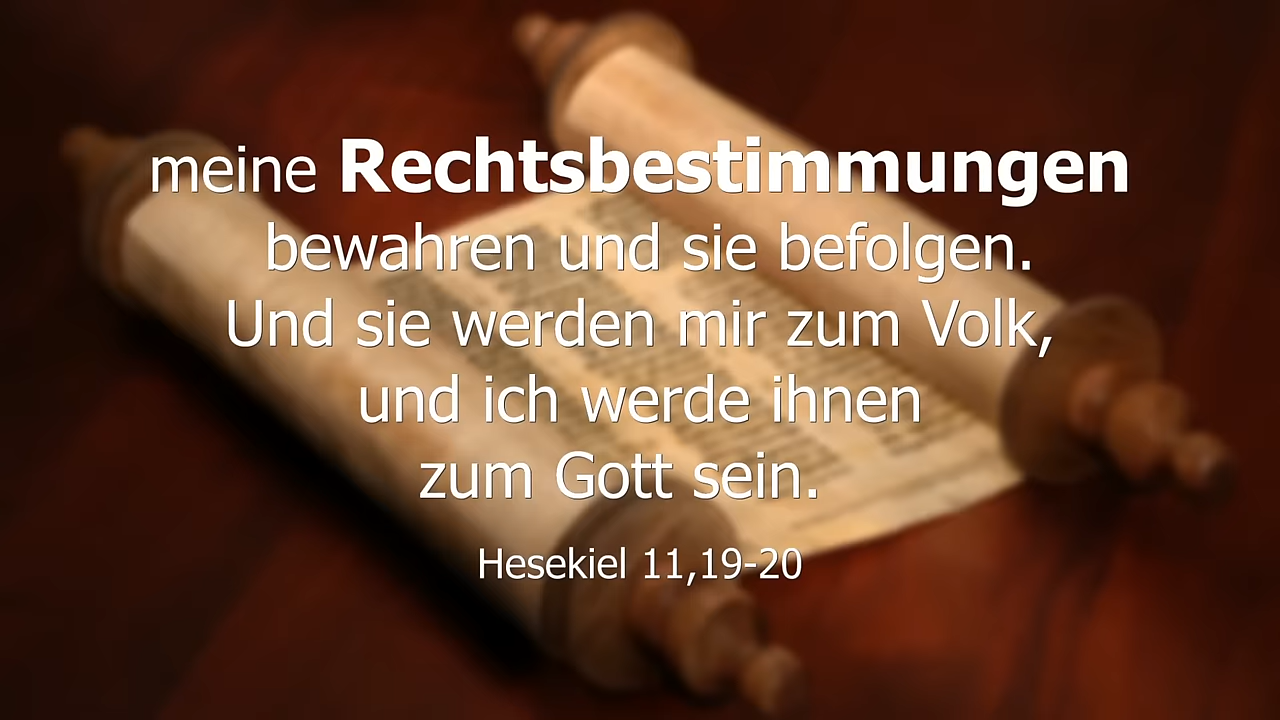 meine Rechtsbestimmungen
bewahren und sie befolgen.
Und sie werden mir zum Volk,
und ich werde ihnen
zum Gott sein.
Hesekiel 11,19-20